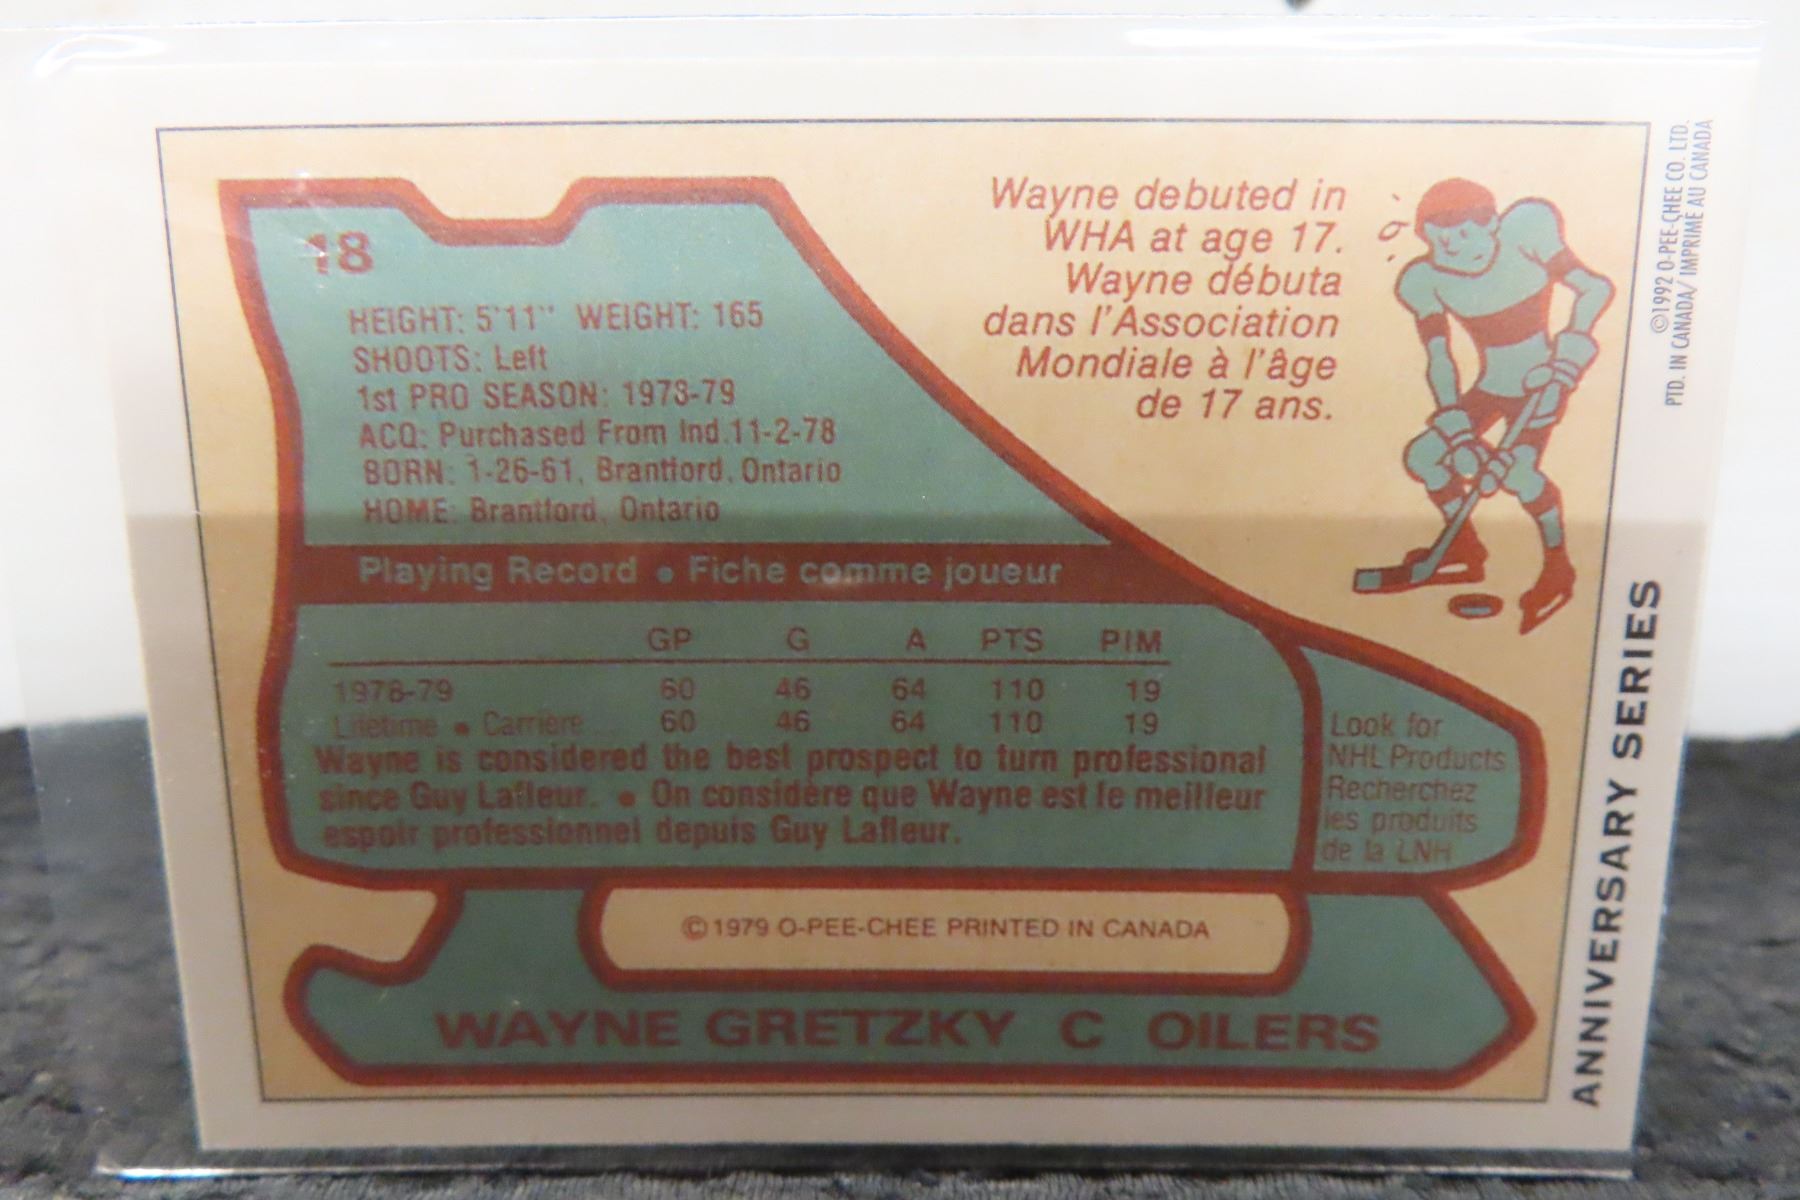 18
HEIGHT: 5'11" WEIGHT: 165
SHOOTS: Left
1st PRO SEASON: 1978-79
ACQ: Purchased From Ind.11-2-78
BORN: 1-26-61, Brantford, Ontario
HOME: Brantford, Ontario
Wayne debuted in
WHA at age 17.
Wayne débuta
dans l'Association
Mondiale à l'âge
de 17 ans.
Playing Record • Fiche comme joueur
GP G A PTS PIM
1978-79 60 46 64 110 19
Lifetime • Carrière 60 46 64 110 19
Wayne is considered the best prospect to turn professional
since Guy Lafleur. • On considère que Wayne est le meilleur
espoir professionnel depuis Guy Lafleur.
Look for
NHL Products
Recherchez
les produits
de la LNH
© 1979 O-PEE-CHEE PRINTED IN CANADA
WAYNE GRETZKY C OILERS
ANNIVERSARY SERIES
©1992 O-PEE-CHEE CO. LTD.
PTD. IN CANADA/ IMPRIMÉ AU CANADA